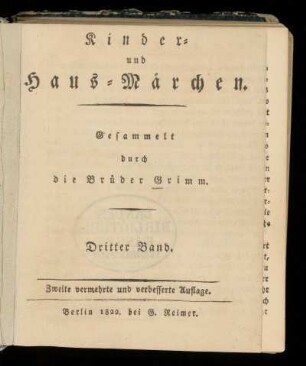 Kinder-
und
Haus-Märchen.
Gesammelt
durch
die Brüder Grimm.
Dritter Band.
Zweite vermehrte und verbesserte Auflage.
Berlin 1822. bei G. Reimer.